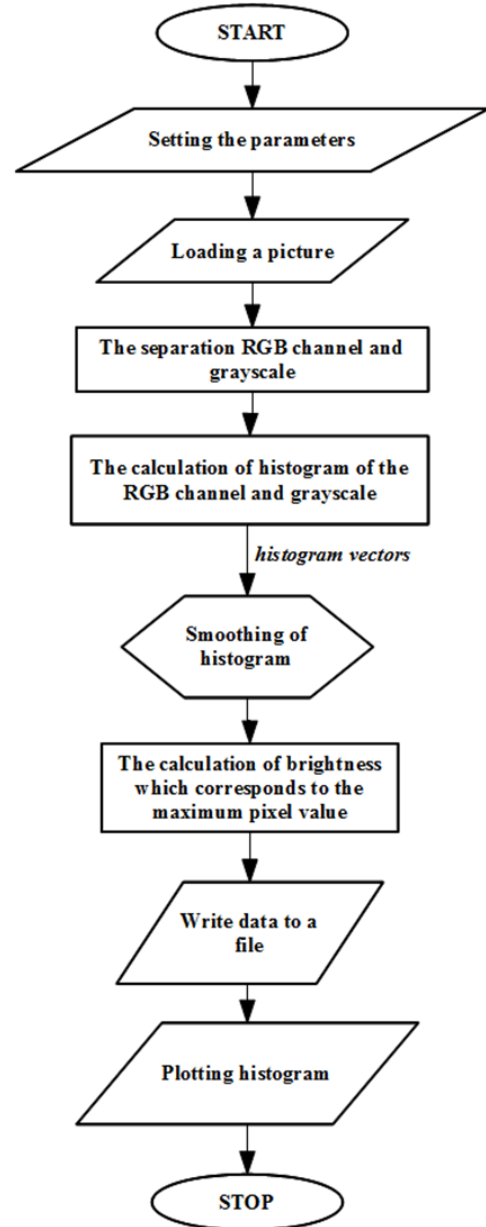 START
Setting the parameters
Loading a picture
The separation RGB channel and
grayscale
The calculation of histogram of the
RGB channel and grayscale
histogram vectors
Smoothing of
histogram
The calculation of brightness
which corresponds to the
maximum pixel value
Write data to a
file
Plotting histogram
STOP